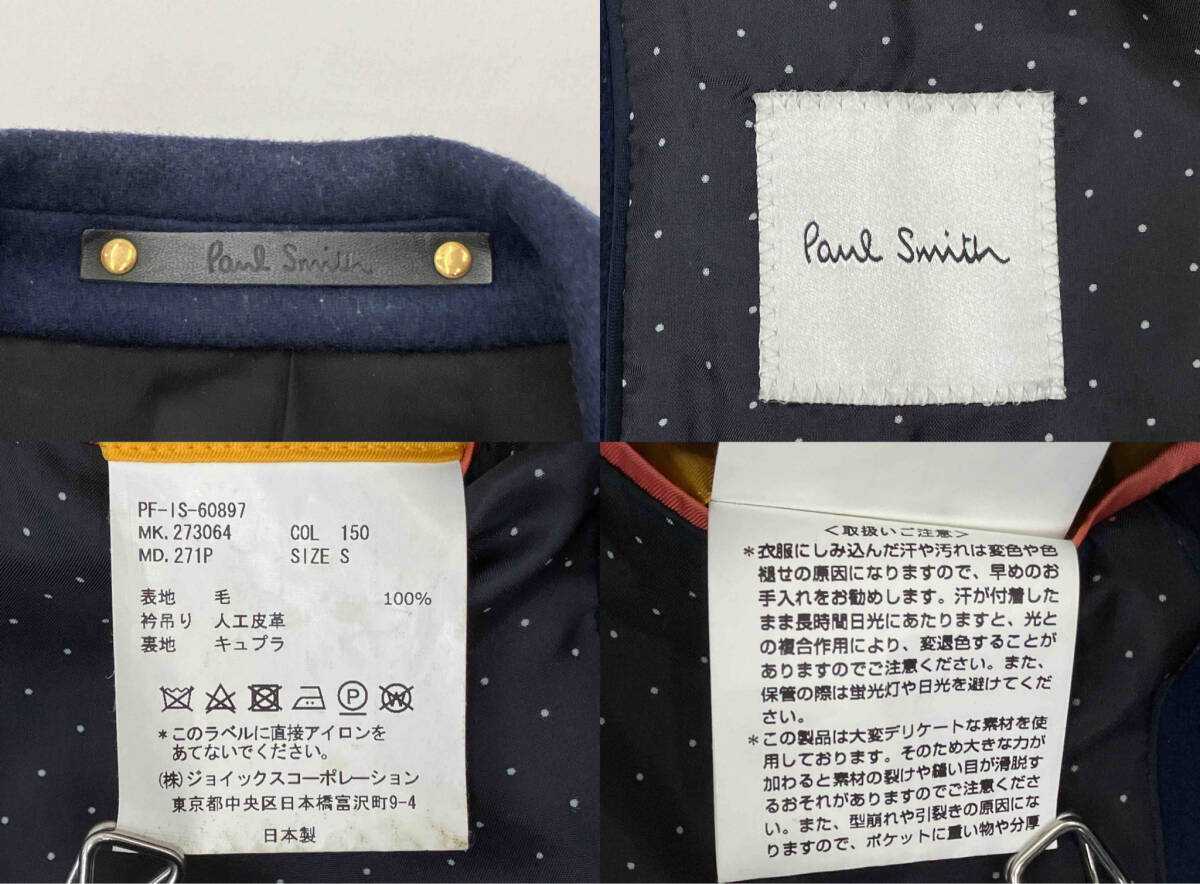 Paul Smith
Paul Smith
PF-IS-60897
MK. 273064 COL 150
MD. 271P SIZE S
表地 毛 100%
衿吊り 人工皮革
裏地 キュプラ
P
W
*このラベルに直接アイロンを
あてないでください。
(株)ジョイックスコーポレーション
東京都中央区日本橋富沢町9-4
日本製
<取扱いご注意>
*衣服にしみ込んだ汗や汚れは変色や色
褪せの原因になりますので、早めのお
手入れをお勧めします。汗が付着した
まま長時間日光にあたりますと、光と
の複合作用により、変退色することが
ありますのでご注意ください。また、
保管の際は蛍光灯や日光を避けてくだ
さい。
*この製品は大変デリケートな素材を使
用しております。そのため大きな力が
加わると素材の裂けや縫い目が滑脱す
るおそれがありますのでご注意くださ
い。また、型崩れや引裂きの原因にな
りますので、ポケットに重い物や分厚